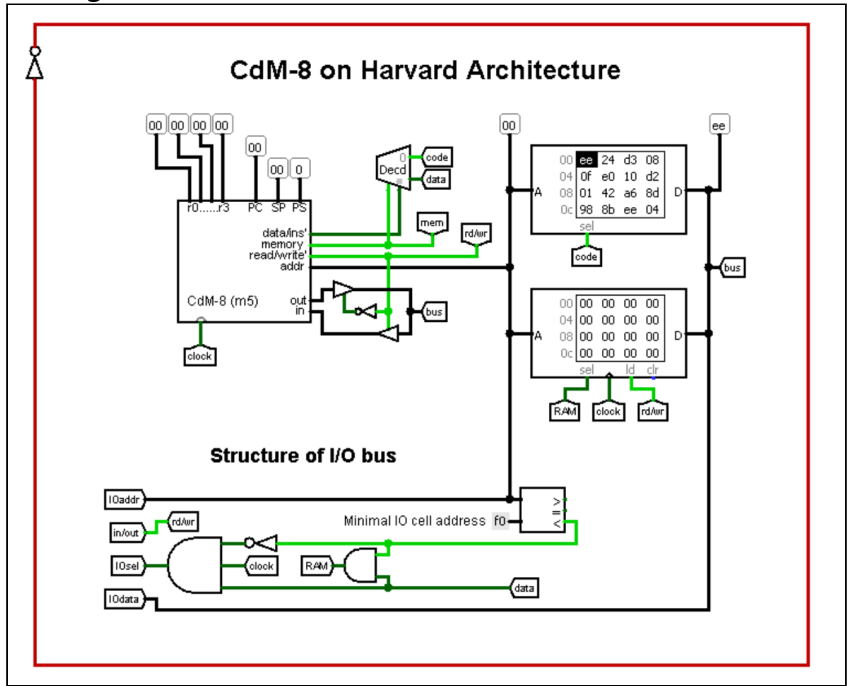 CdM-8 on Harvard Architecture
00 00 00 00
00
00 0
00
ee
r0......r3 PC SP PS
data/ins'
memory
read/write'
addr
CdM-8 (m5)
out
in
clock
0
Decd
code
data
mem
rd/wr
bus
00 ee 24 d3 08
04 0f e0 10 d2
08 01 42 a6 8d
0c 98 8b ee 04
A
D
sel
code
bus
00 00 00 00 00
04 00 00 00 00
08 00 00 00 00
0c 00 00 00 00
A
D
sel ld clr
RAM clock rd/wr
Structure of I/O bus
IOaddr
Minimal IO cell address f0
>
=
<
in/out
rd/wr
IOsel
clock
RAM
data
IOdata